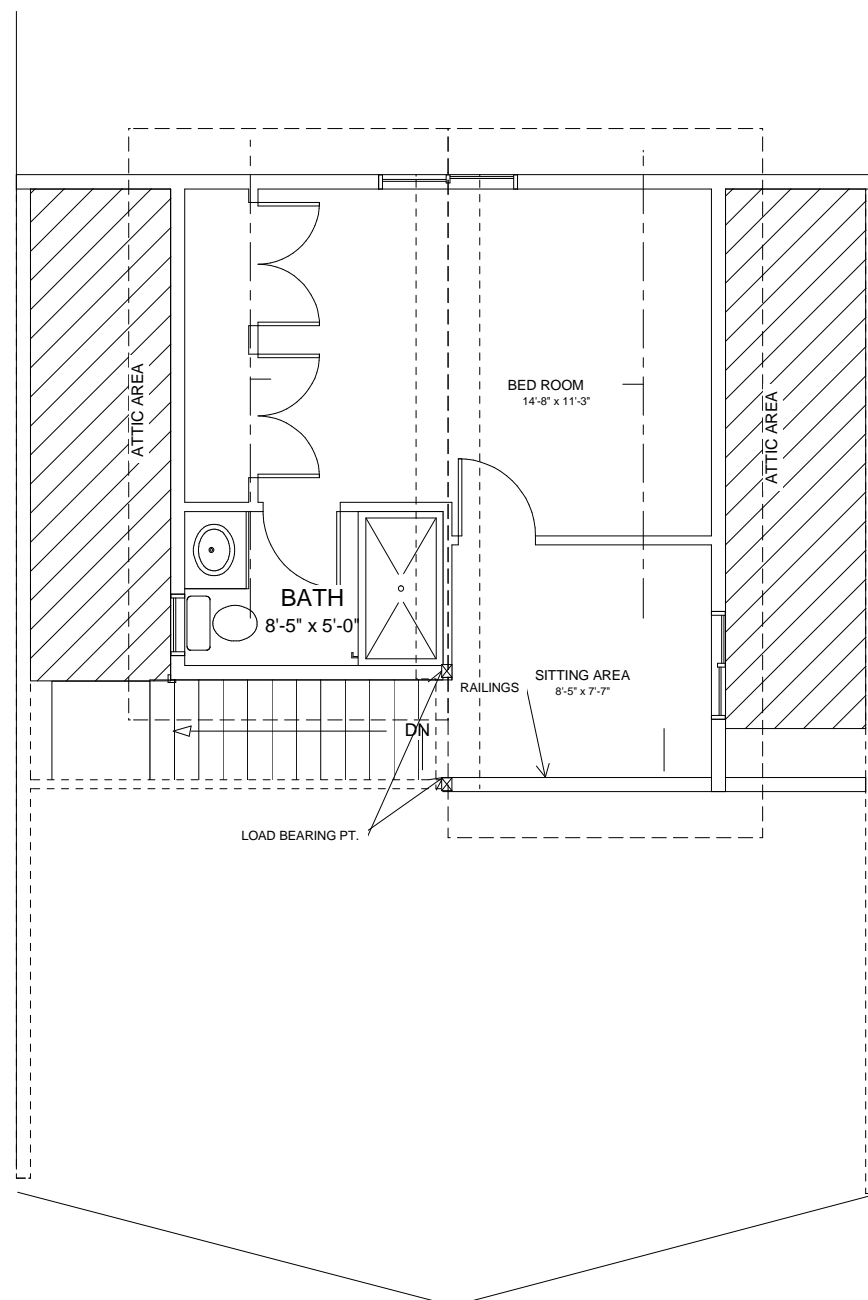 ATTIC AREA
BED ROOM
14'-8" x 11'-3"
ATTIC AREA
BATH
8'-5" x 5'-0"
SITTING AREA
8'-5" x 7'-7"
RAILINGS
DN
LOAD BEARING PT.